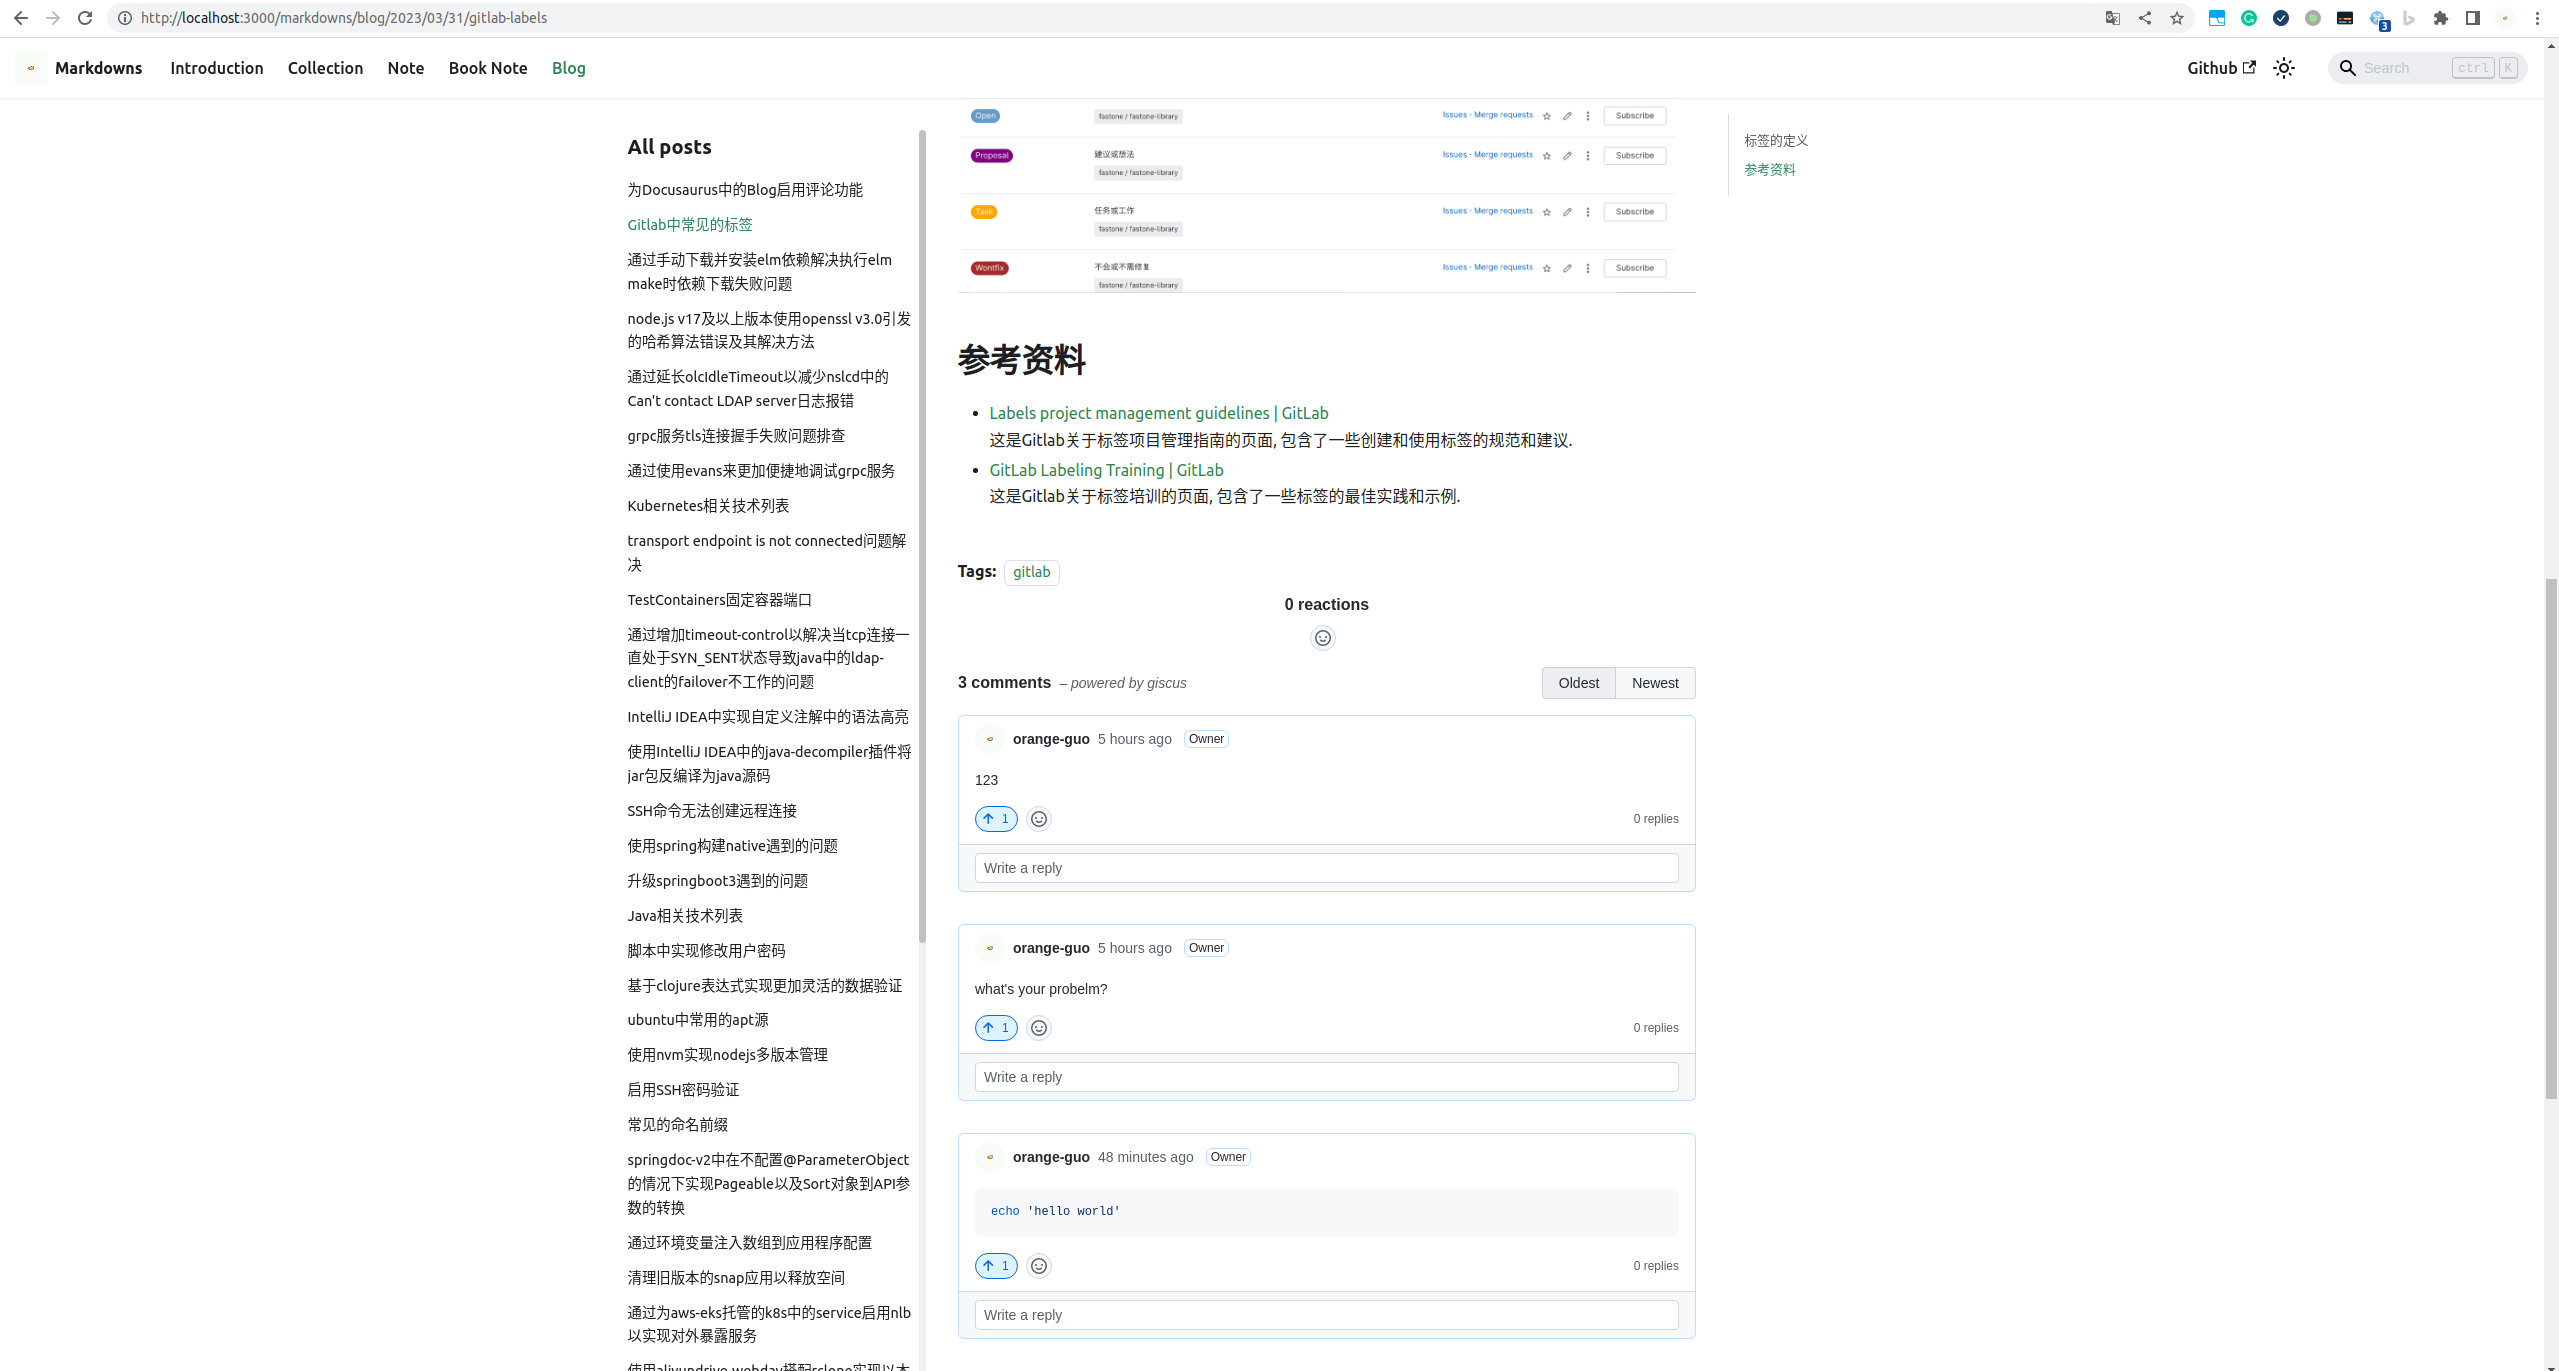 http://localhost:3000/markdowns/blog/2023/03/31/gitlab-labels
3
Markdowns Introduction Collection Note Book Note Blog Github Search ctrl K
All posts
为Docusaurus中的Blog启用评论功能
Gitlab中常见的标签
通过手动下载并安装elm依赖解决执行elm
make时依赖下载失败问题
node.js v17及以上版本使用openssl v3.0引发
的哈希算法错误及其解决方法
通过延长olcIdleTimeout以减少nslcd中的
Can't contact LDAP server日志报错
grpc服务tls连接握手失败问题排查
通过使用evans来更加便捷地调试grpc服务
Kubernetes相关技术列表
transport endpoint is not connected问题解
决
TestContainers固定容器端口
通过增加timeout-control以解决当tcp连接一
直处于SYN_SENT状态导致java中的ldap-
client的failover不工作的问题
IntelliJ IDEA中实现自定义注解中的语法高亮
使用IntelliJ IDEA中的java-decompiler插件将
jar包反编译为java源码
SSH命令无法创建远程连接
使用spring构建native遇到的问题
升级springboot3遇到的问题
Java相关技术列表
脚本中实现修改用户密码
基于clojure表达式实现更加灵活的数据验证
ubuntu中常用的apt源
使用nvm实现nodejs多版本管理
启用SSH密码验证
常见的命名前缀
springdoc-v2中在不配置@ParameterObject
的情况下实现Pageable以及Sort对象到API参
数的转换
通过环境变量注入数组到应用程序配置
清理旧版本的snap应用以释放空间
通过为aws-eks托管的k8s中的service启用nlb
以实现对外暴露服务
使用aliyundrive-webdav搭配rclone实现以本
Open fastone / fastone-library Issues · Merge requests Subscribe
Proposal 建议或想法 Issues · Merge requests Subscribe
fastone / fastone-library
Task 任务或工作 Issues · Merge requests Subscribe
fastone / fastone-library
Wontfix 不会或不需修复 Issues · Merge requests Subscribe
fastone / fastone-library
参考资料
Labels project management guidelines | GitLab
这是Gitlab关于标签项目管理指南的页面, 包含了一些创建和使用标签的规范和建议.
GitLab Labeling Training | GitLab
这是Gitlab关于标签培训的页面, 包含了一些标签的最佳实践和示例.
Tags: gitlab
0 reactions
3 comments – powered by giscus Oldest Newest
orange-guo 5 hours ago Owner
123
1 0 replies
Write a reply
orange-guo 5 hours ago Owner
what's your probelm?
1 0 replies
Write a reply
orange-guo 48 minutes ago Owner
echo 'hello world'
1 0 replies
Write a reply
标签的定义
参考资料